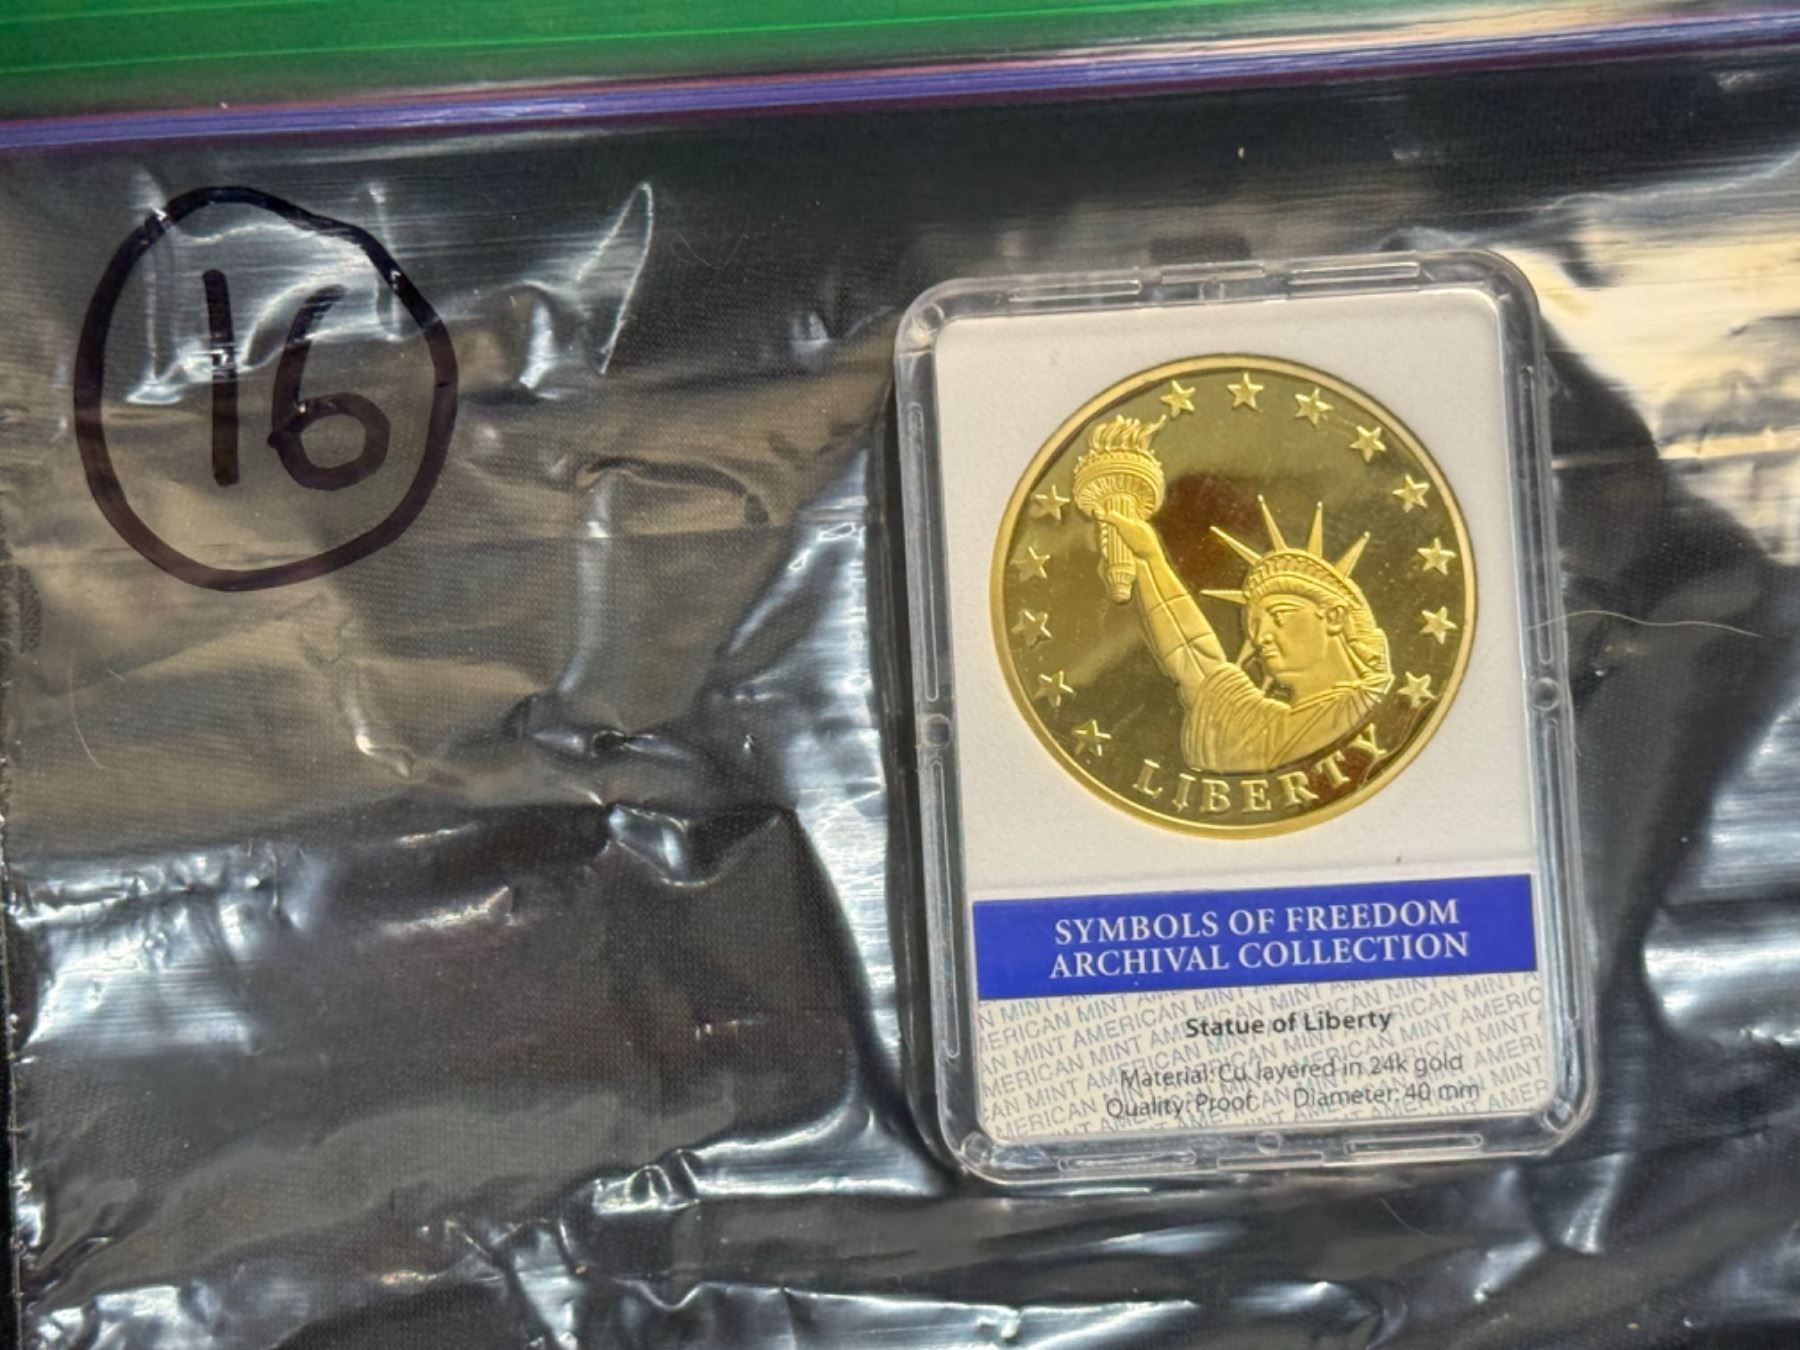 16
LIBERTY
SYMBOLS OF FREEDOM
ARCHIVAL COLLECTION
Statue of Liberty
Material: Cu, layered in 24k gold
Quality: Proof Diameter: 40 mm